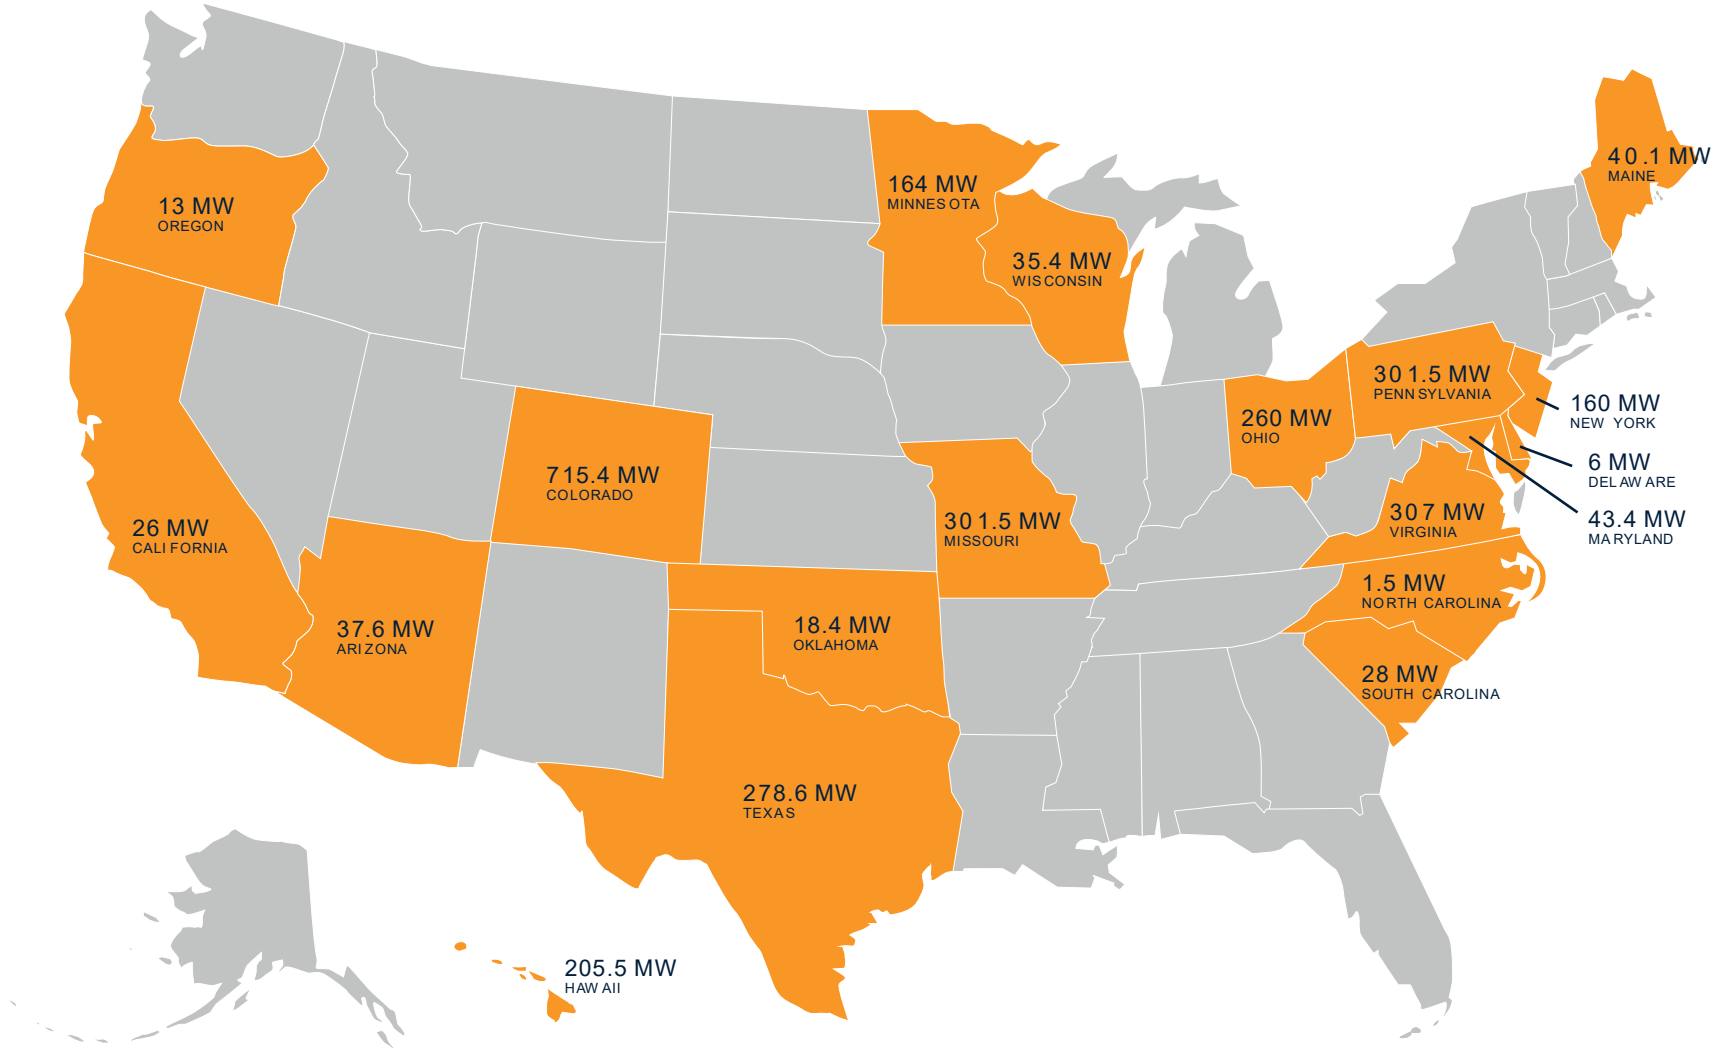 40.1 MW
MAINE
164 MW
MINNESOTA
13 MW
OREGON
35.4 MW
WISCONSIN
301.5 MW
PENNSYLVANIA
160 MW
NEW YORK
260 MW
OHIO
6 MW
DELAWARE
715.4 MW
COLORADO
43.4 MW
MARYLAND
307 MW
VIRGINIA
301.5 MW
MISSOURI
26 MW
CALIFORNIA
1.5 MW
NORTH CAROLINA
37.6 MW
ARIZONA
18.4 MW
OKLAHOMA
28 MW
SOUTH CAROLINA
278.6 MW
TEXAS
205.5 MW
HAWAII